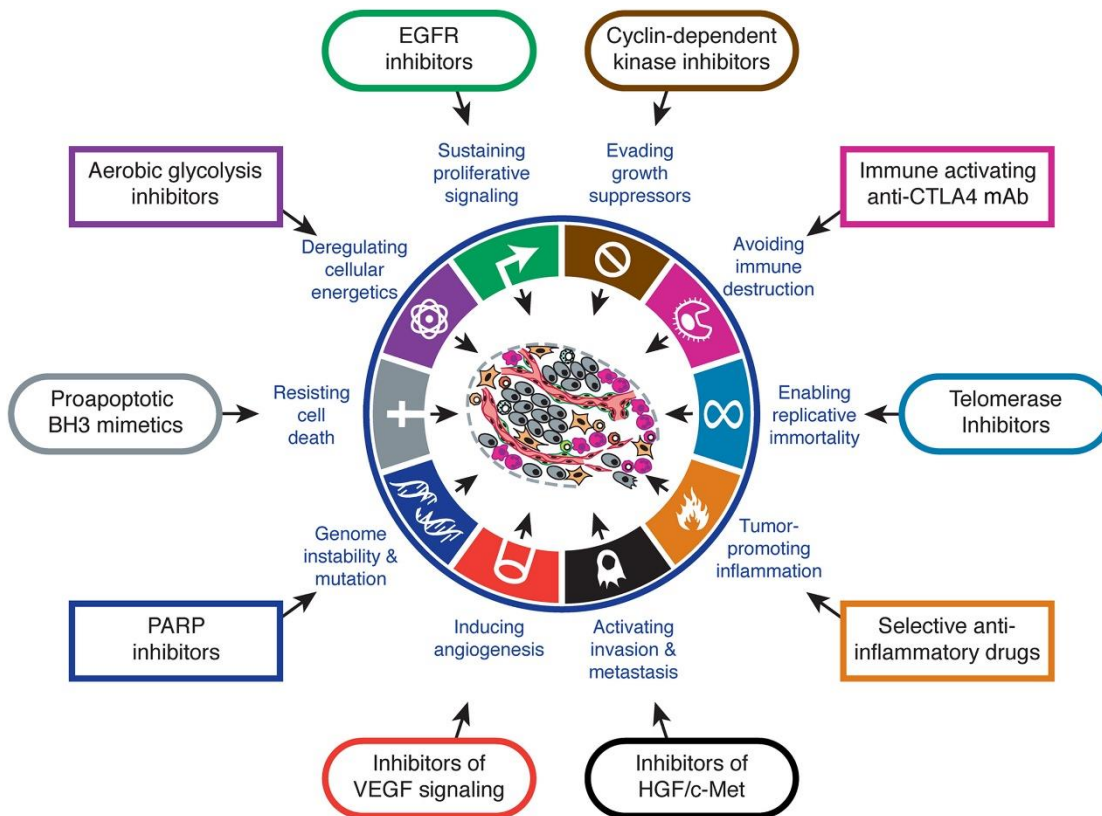 EGFR
inhibitors
Cyclin-dependent
kinase inhibitors
Sustaining
proliferative
signaling
Evading
growth
suppressors
Aerobic glycolysis
inhibitors
Immune activating
anti-CTLA4 mAb
Deregulating
cellular
energetics
Avoiding
immune
destruction
Proapoptotic
BH3 mimetics
Resisting
cell
death
Enabling
replicative
immortality
Telomerase
Inhibitors
Genome
instability &
mutation
Tumor-
promoting
inflammation
PARP
inhibitors
Inducing
angiogenesis
Activating
invasion &
metastasis
Selective anti-
inflammatory drugs
Inhibitors of
VEGF signaling
Inhibitors of
HGF/c-Met